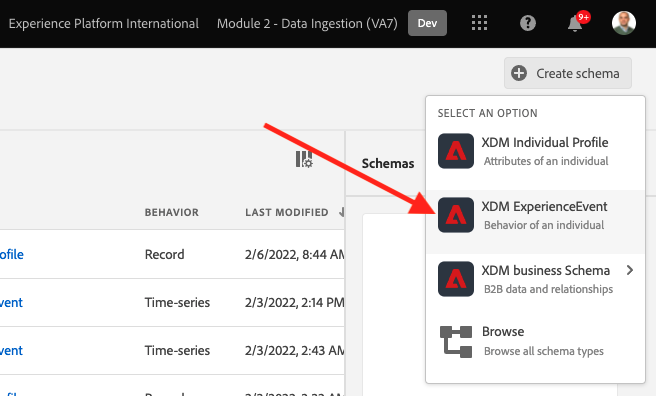 Experience Platform International Module 2 - Data Ingestion (VA7) Dev 9+
Create schema
SELECT AN OPTION
XDM Individual Profile
Attributes of an individual
XDM ExperienceEvent
Behavior of an individual
XDM business Schema
B2B data and relationships
Browse
Browse all schema types
Schemas
BEHAVIOR LAST MODIFIED
ofile Record 2/6/2022, 8:44 AM
vent Time-series 2/3/2022, 2:14 PM
vent Time-series 2/3/2022, 2:43 AM